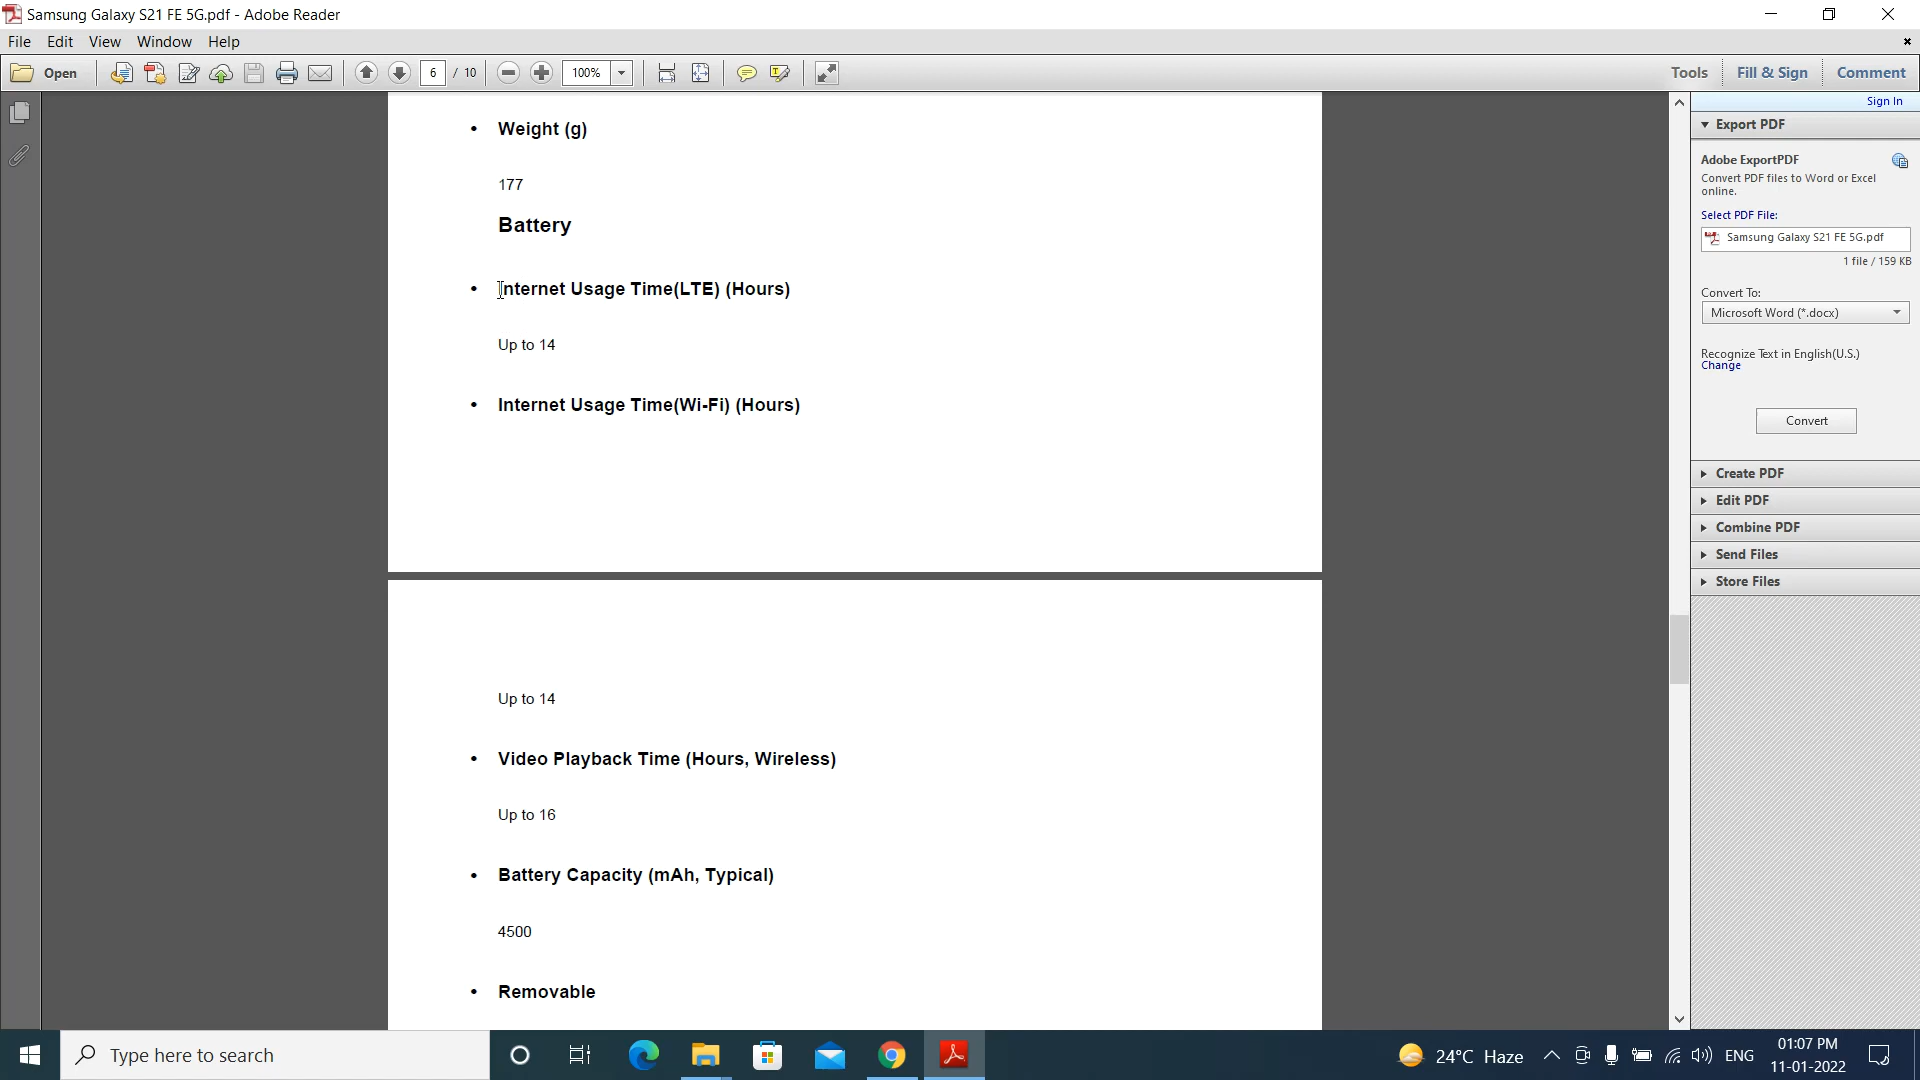 Samsung Galaxy S21 FE 5G.pdf - Adobe Reader
File Edit View Window Help
Open 6 / 10 100% Tools Fill & Sign Comment
Sign In
Export PDF
Adobe ExportPDF
Convert PDF files to Word or Excel
online.
Select PDF File:
Samsung Galaxy S21 FE 5G.pdf
1 file / 159 KB
Convert To:
Microsoft Word (*.docx)
Recognize Text in English(U.S.)
Change
Convert
Create PDF
Edit PDF
Combine PDF
Send Files
Store Files
• Weight (g)
177
Battery
• Internet Usage Time(LTE) (Hours)
Up to 14
• Internet Usage Time(Wi-Fi) (Hours)
Up to 14
• Video Playback Time (Hours, Wireless)
Up to 16
• Battery Capacity (mAh, Typical)
4500
• Removable
Type here to search
24°C Haze ENG
01:07 PM
11-01-2022